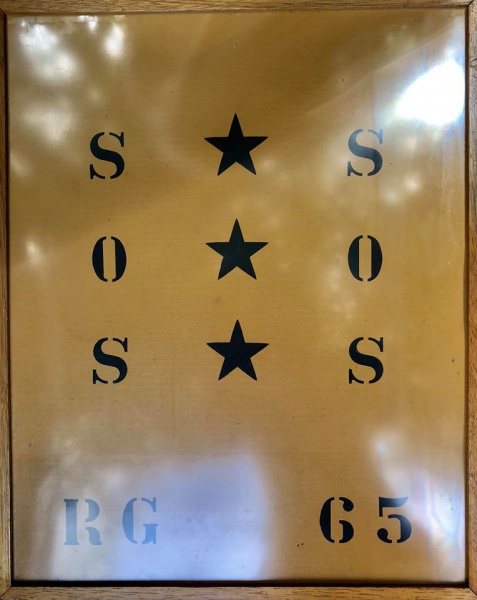 S ★ S
O ★ O
S ★ S
RG 65